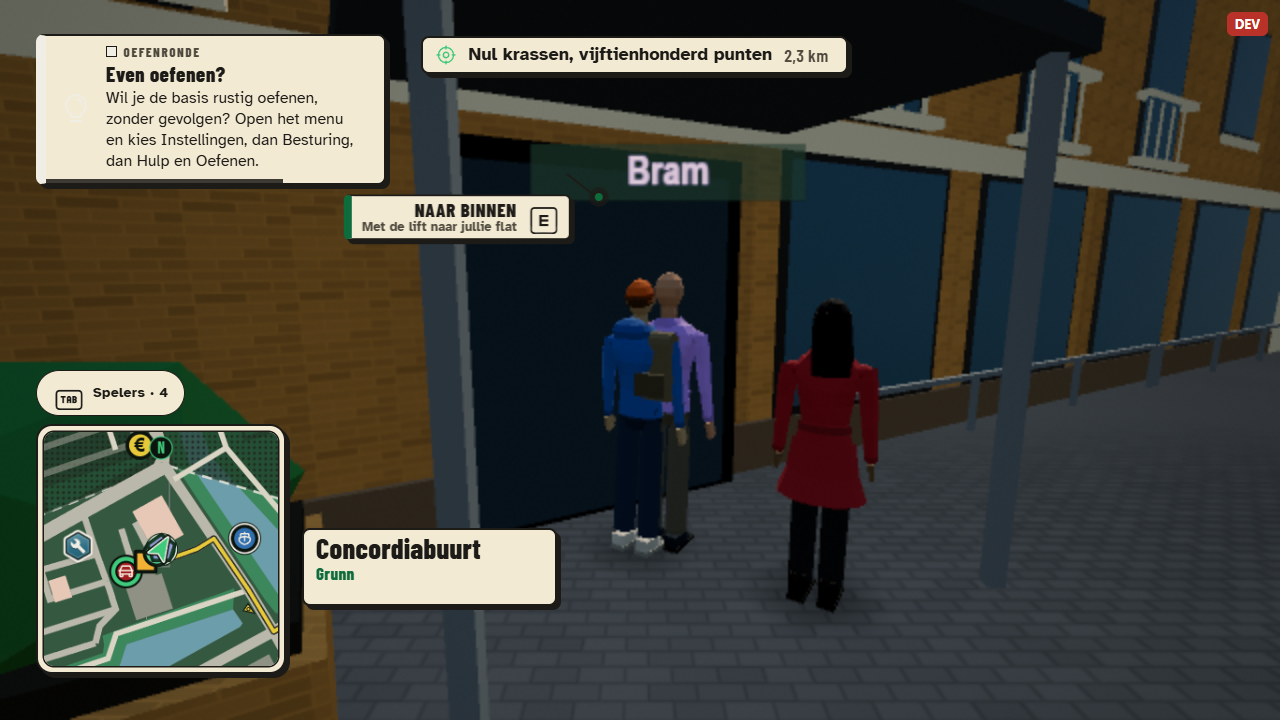 DEV
OEFENRONDE
Even oefenen?
Wil je de basis rustig oefenen,
zonder gevolgen? Open het menu
en kies Instellingen, dan Besturing,
dan Hulp en Oefenen.
Nul krassen, vijftienhonderd punten 2,3 km
Bram
NAAR BINNEN
Met de lift naar jullie flat
E
TAB Spelers · 4
€ N
Concordiabuurt
Grunn